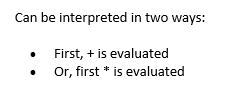 Can be interpreted in two ways:
• First, + is evaluated
• Or, first * is evaluated